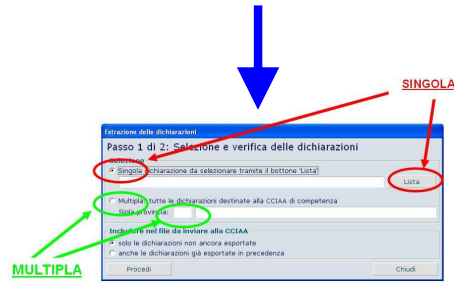 SINGOLA
Estrazione delle dichiarazioni
Passo 1 di 2: Selezione e verifica delle dichiarazioni
Selezione
Singola dichiarazione da selezionare tramite il bottone 'Lista'
Lista
Multipla: tutte le dichiarazioni destinate alla CCIAA di competenza
Sigla provincia:
Includere nel file da inviare alla CCIAA
solo le dichiarazioni non ancora esportate
anche le dichiarazioni già esportate in precedenza
MULTIPLA
Procedi
Chiudi